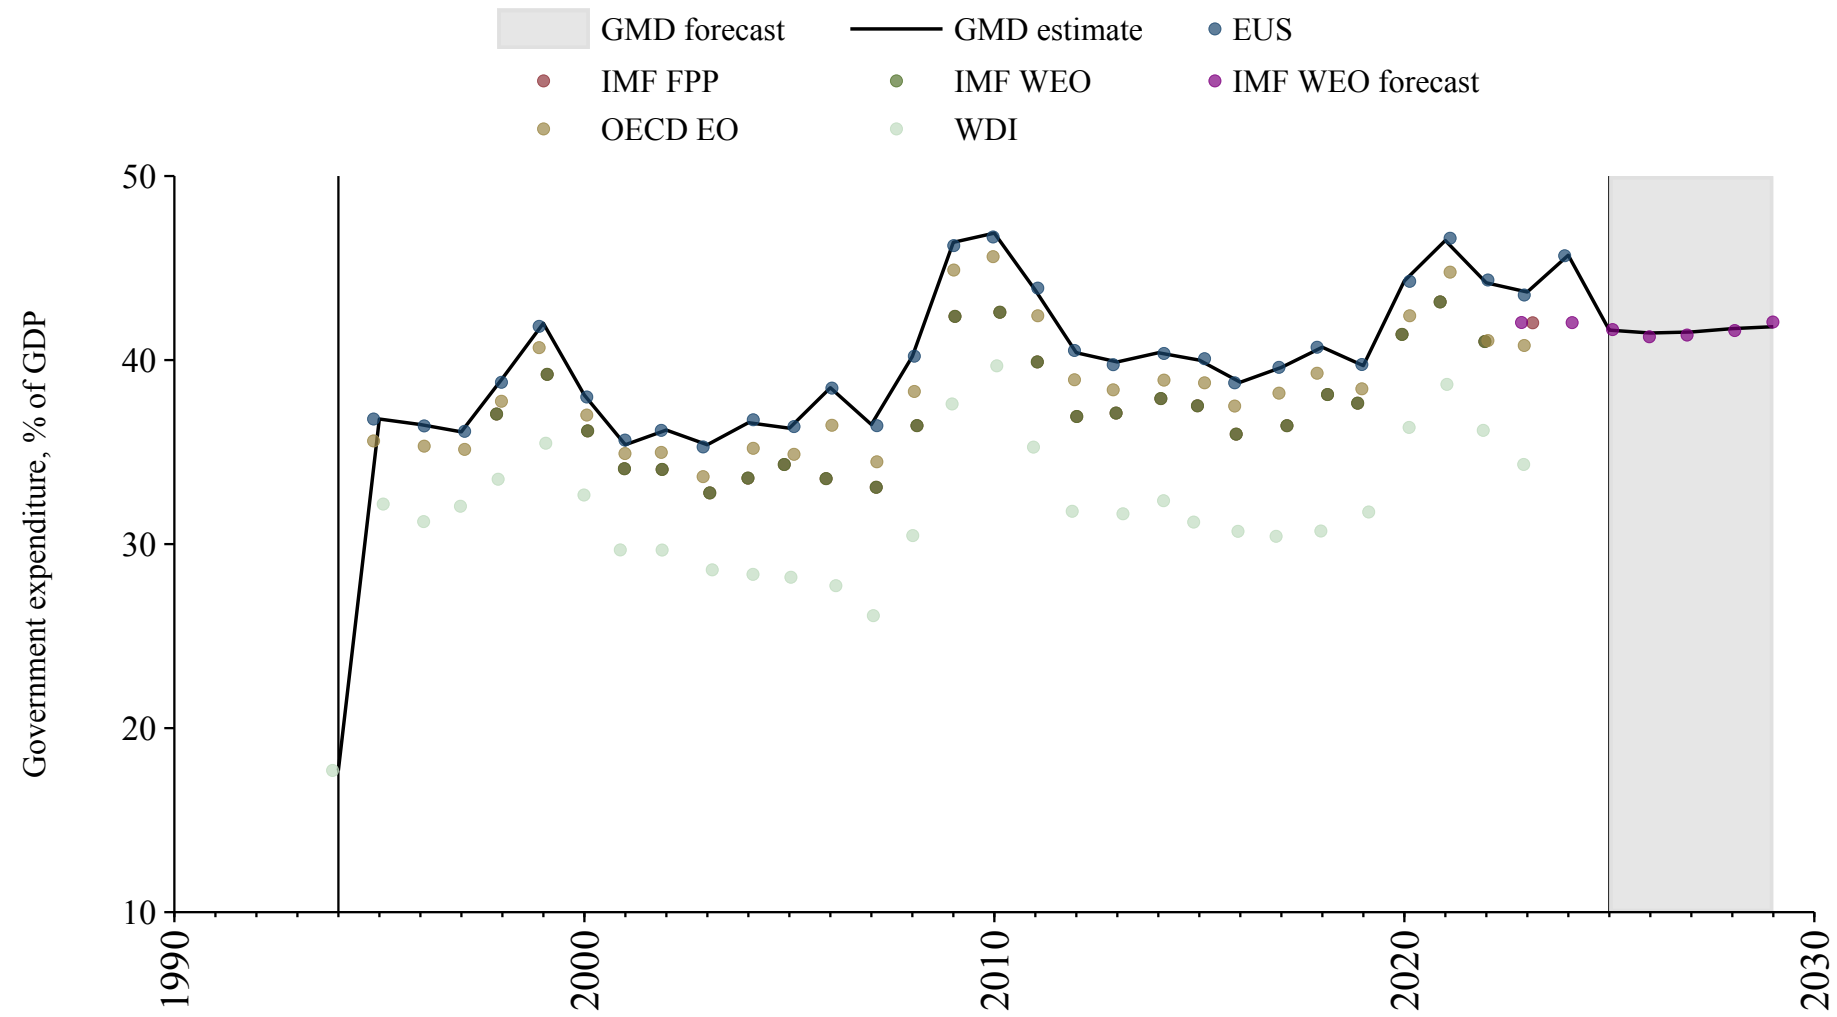 GMD forecast GMD estimate EUS
IMF FPP IMF WEO IMF WEO forecast
OECD EO WDI
Government expenditure, % of GDP
50
40
30
20
10
1990 2000 2010 2020 2030